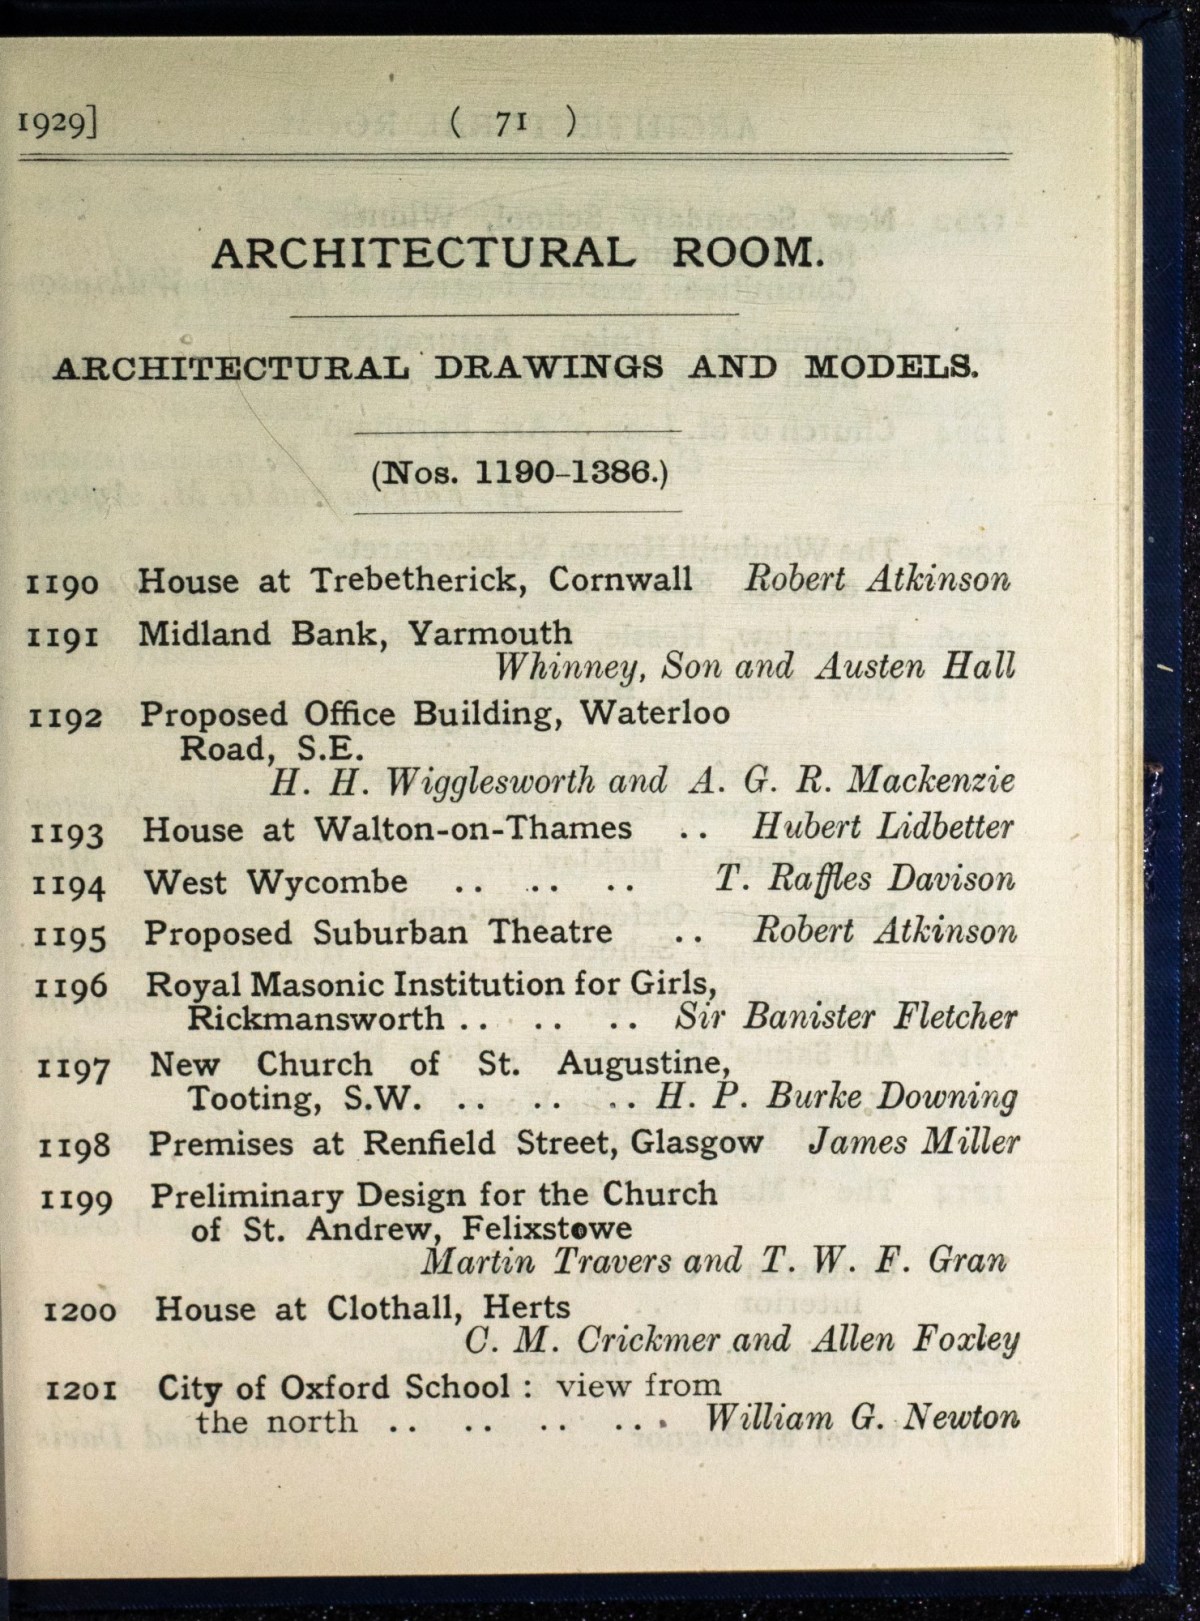 1929] ( 71 )
ARCHITECTURAL ROOM.
ARCHITECTURAL DRAWINGS AND MODELS.
(Nos. 1190–1386.)
1190 House at Trebetherick, Cornwall Robert Atkinson
1191 Midland Bank, Yarmouth
Whinney, Son and Austen Hall
1192 Proposed Office Building, Waterloo
Road, S.E.
H. H. Wigglesworth and A. G. R. Mackenzie
1193 House at Walton-on-Thames .. Hubert Lidbetter
1194 West Wycombe .. .. .. T. Raffles Davison
1195 Proposed Suburban Theatre .. Robert Atkinson
1196 Royal Masonic Institution for Girls,
Rickmansworth .. .. .. Sir Banister Fletcher
1197 New Church of St. Augustine,
Tooting, S.W. .. .. .. H. P. Burke Downing
1198 Premises at Renfield Street, Glasgow James Miller
1199 Preliminary Design for the Church
of St. Andrew, Felixstowe
Martin Travers and T. W. F. Gran
1200 House at Clothall, Herts
C. M. Crickmer and Allen Foxley
1201 City of Oxford School : view from
the north .. .. .. ... William G. Newton